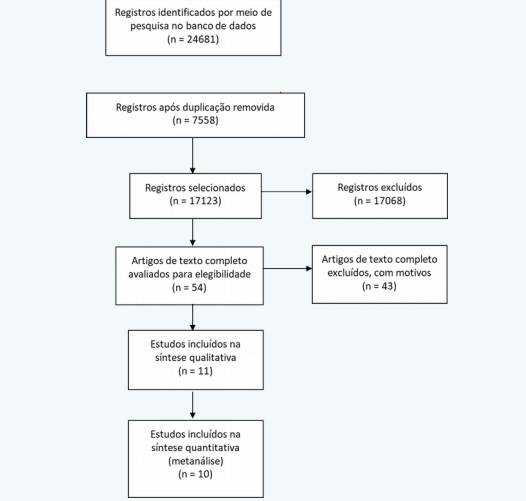 Registros identificados por meio de
pesquisa no banco de dados
(n = 24681)
Registros após duplicação removida
(n = 7558)
Registros selecionados
(n = 17123)
Registros excluídos
(n = 17068)
Artigos de texto completo
avaliados para elegibilidade
(n = 54)
Artigos de texto completo
excluídos, com motivos
(n = 43)
Estudos incluídos na
síntese qualitativa
(n = 11)
Estudos incluídos na
síntese quantitativa
(metanálise)
(n = 10)